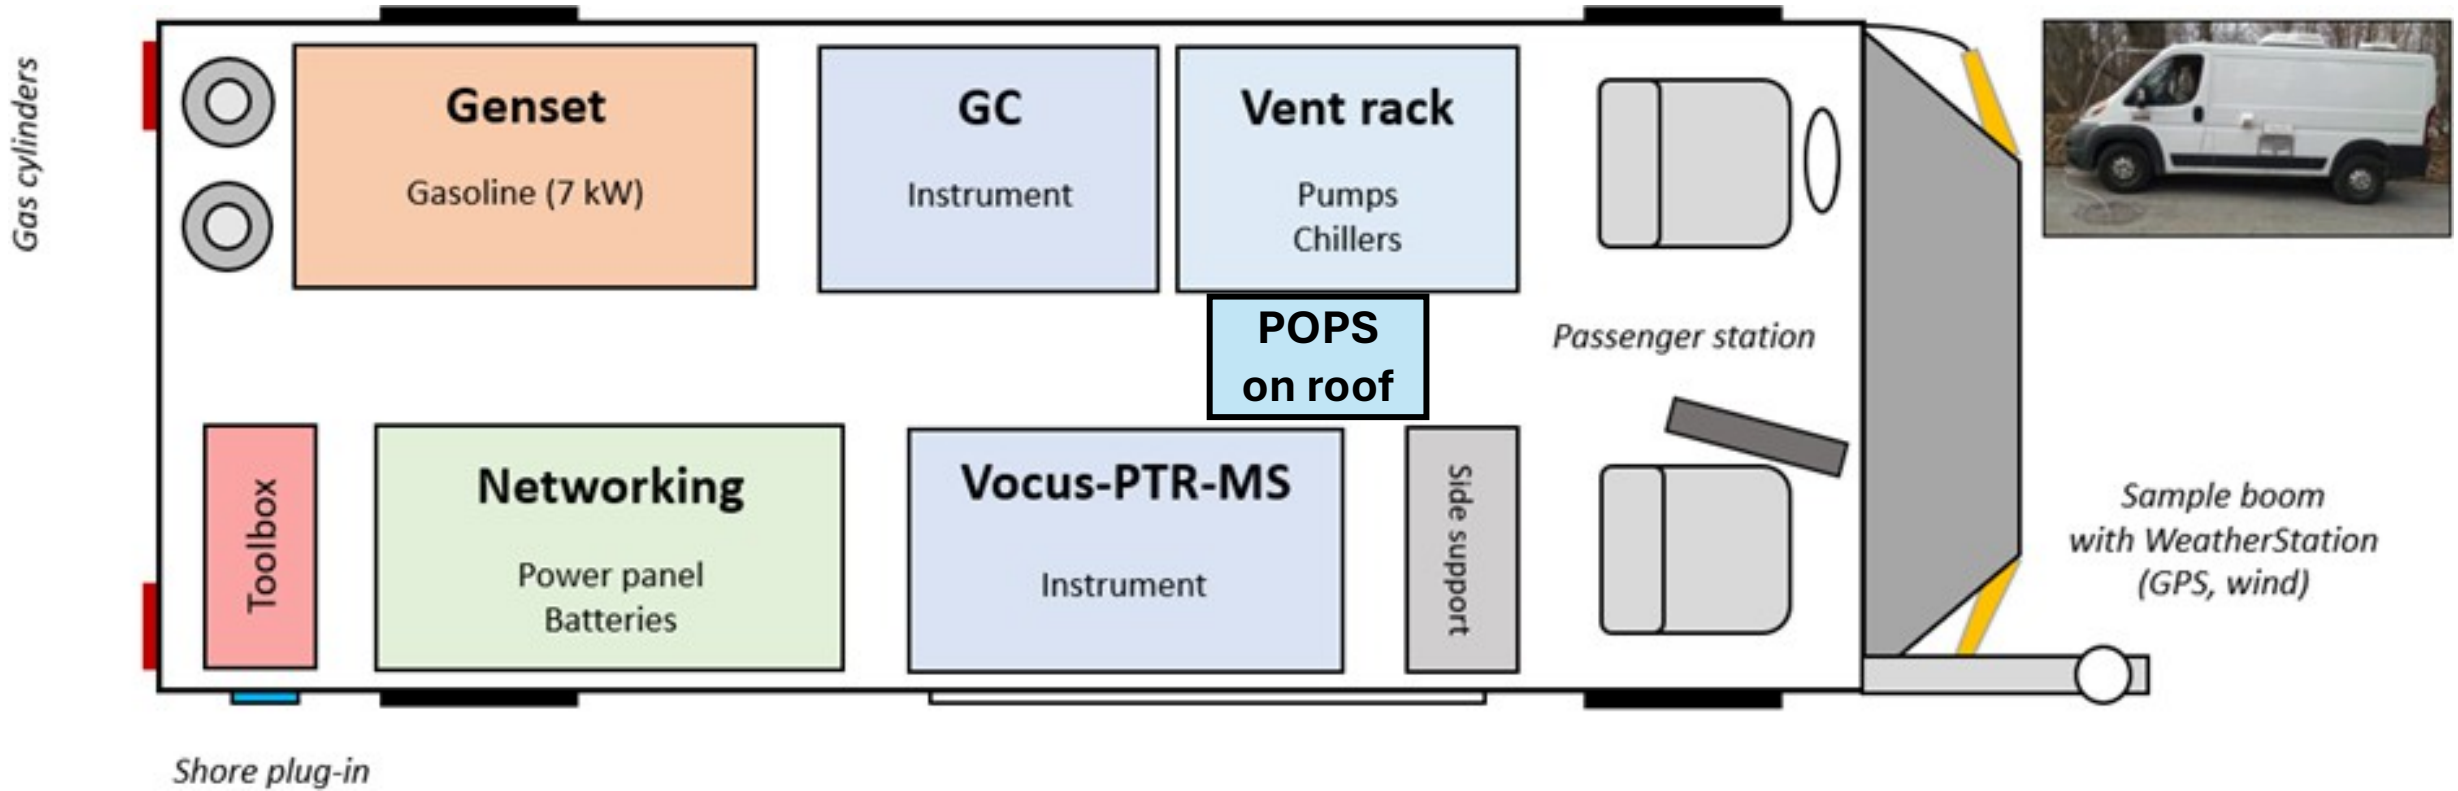 Gas cylinders
Genset
Gasoline (7 kW)
GC
Instrument
Vent rack
Pumps
Chillers
POPS
on roof
Passenger station
Toolbox
Networking
Power panel
Batteries
Vocus-PTR-MS
Instrument
Side support
Sample boom
with WeatherStation
(GPS, wind)
Shore plug-in